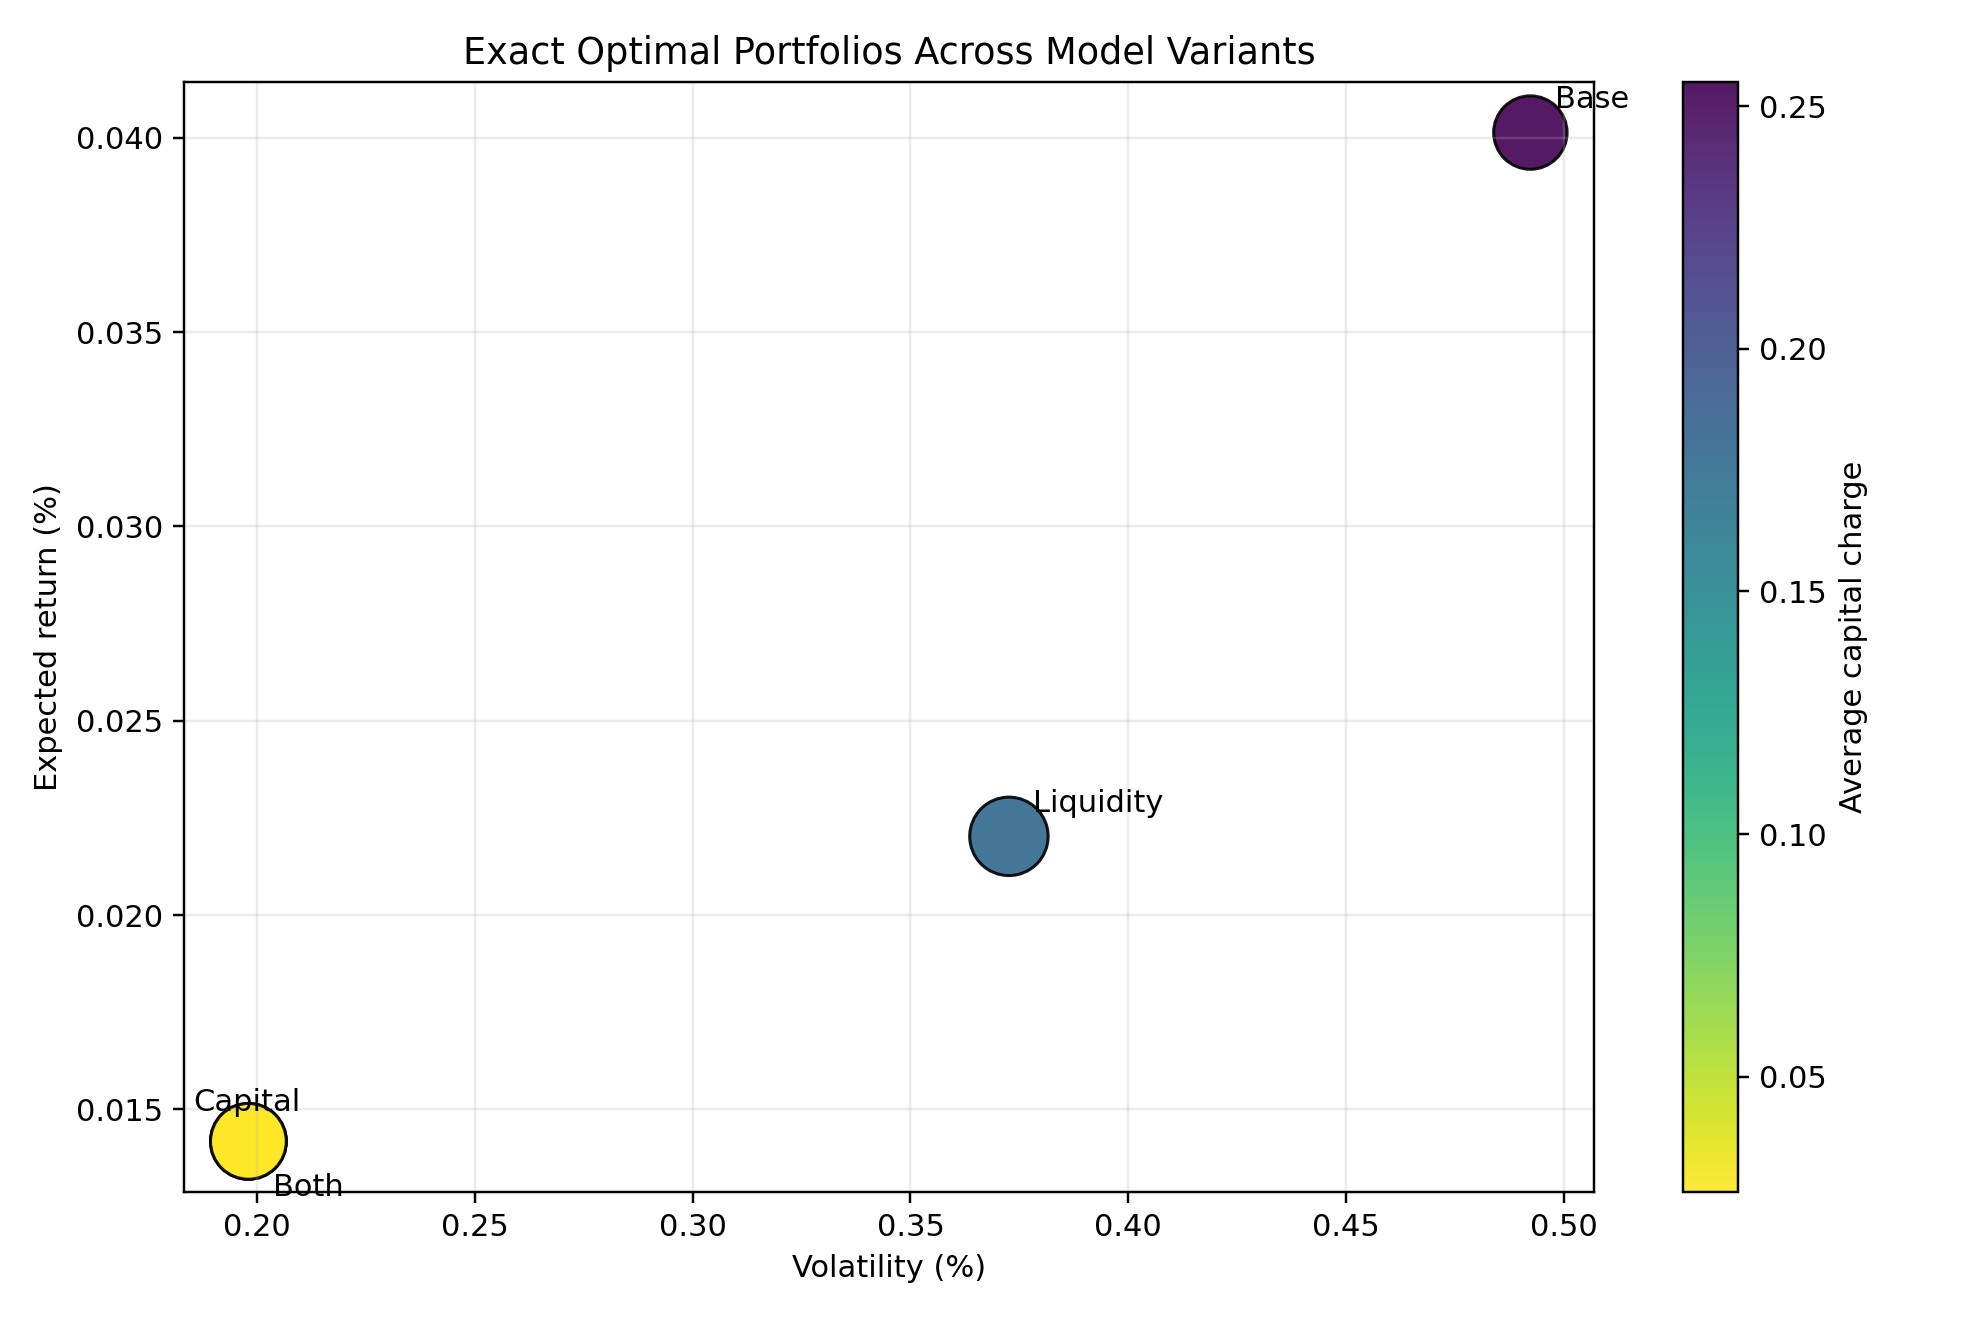 Exact Optimal Portfolios Across Model Variants
Base
0.25
0.040
0.035
0.20
Expected return (%)
0.030
0.15
Average capital charge
0.025
Liquidity
0.10
0.020
0.05
Capital
0.015
Both
0.20 0.25 0.30 0.35 0.40 0.45 0.50
Volatility (%)